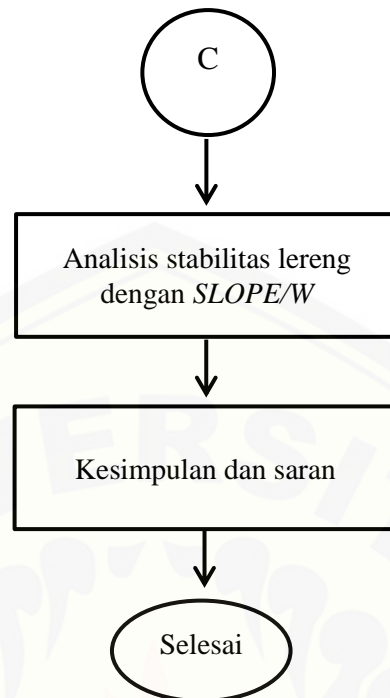 C
Analisis stabilitas lereng
dengan SLOPE/W
Kesimpulan dan saran
Selesai